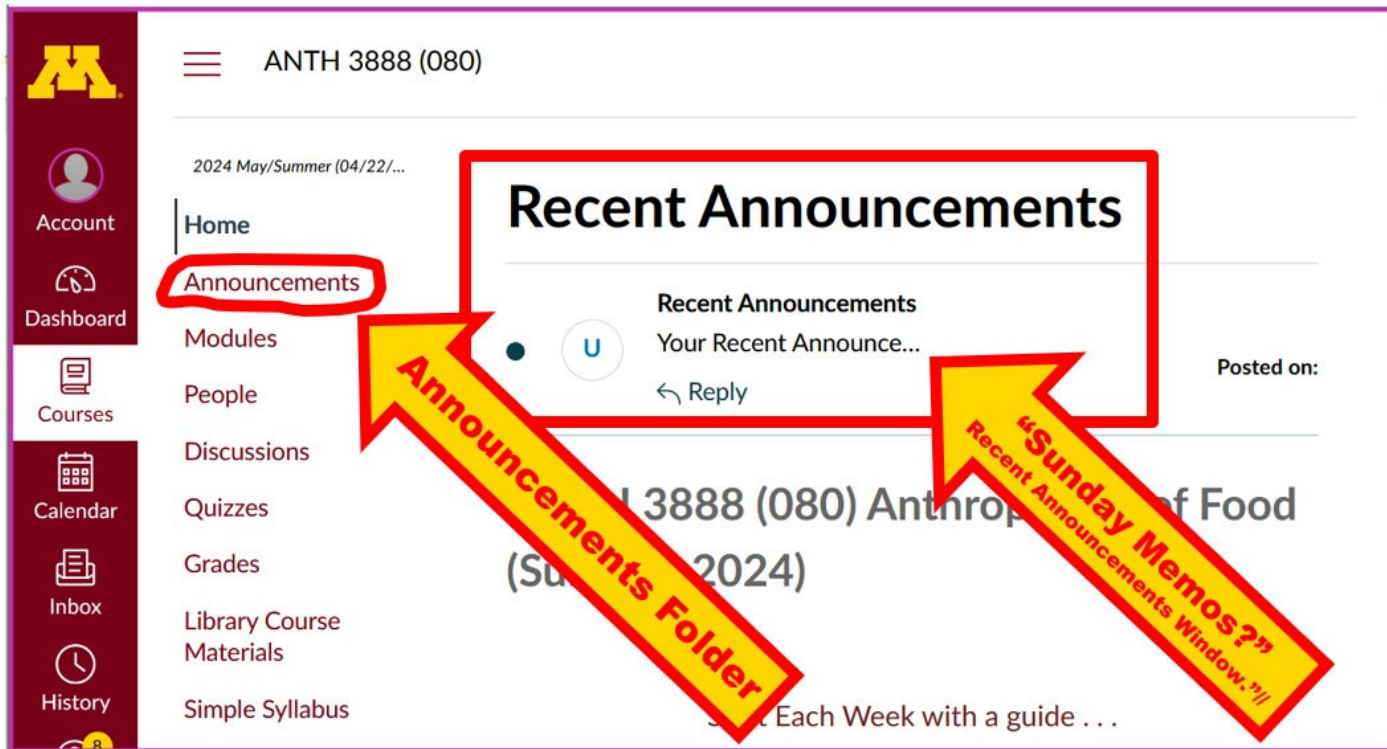 M
ANTH 3888 (080)
Account
Dashboard
Courses
Calendar
Inbox
History
8
2024 May/Summer (04/22/...
Home
Announcements
Modules
People
Discussions
Quizzes
Grades
Library Course
Materials
Simple Syllabus
Recent Announcements
Recent Announcements
U
Your Recent Announce...
Reply
Posted on:
3888 (080) Anthrop of Food
2024)
Each Week with a guide . . .
Announcements Folder
“Sunday Memos?”
Recent Announcements Window.”//